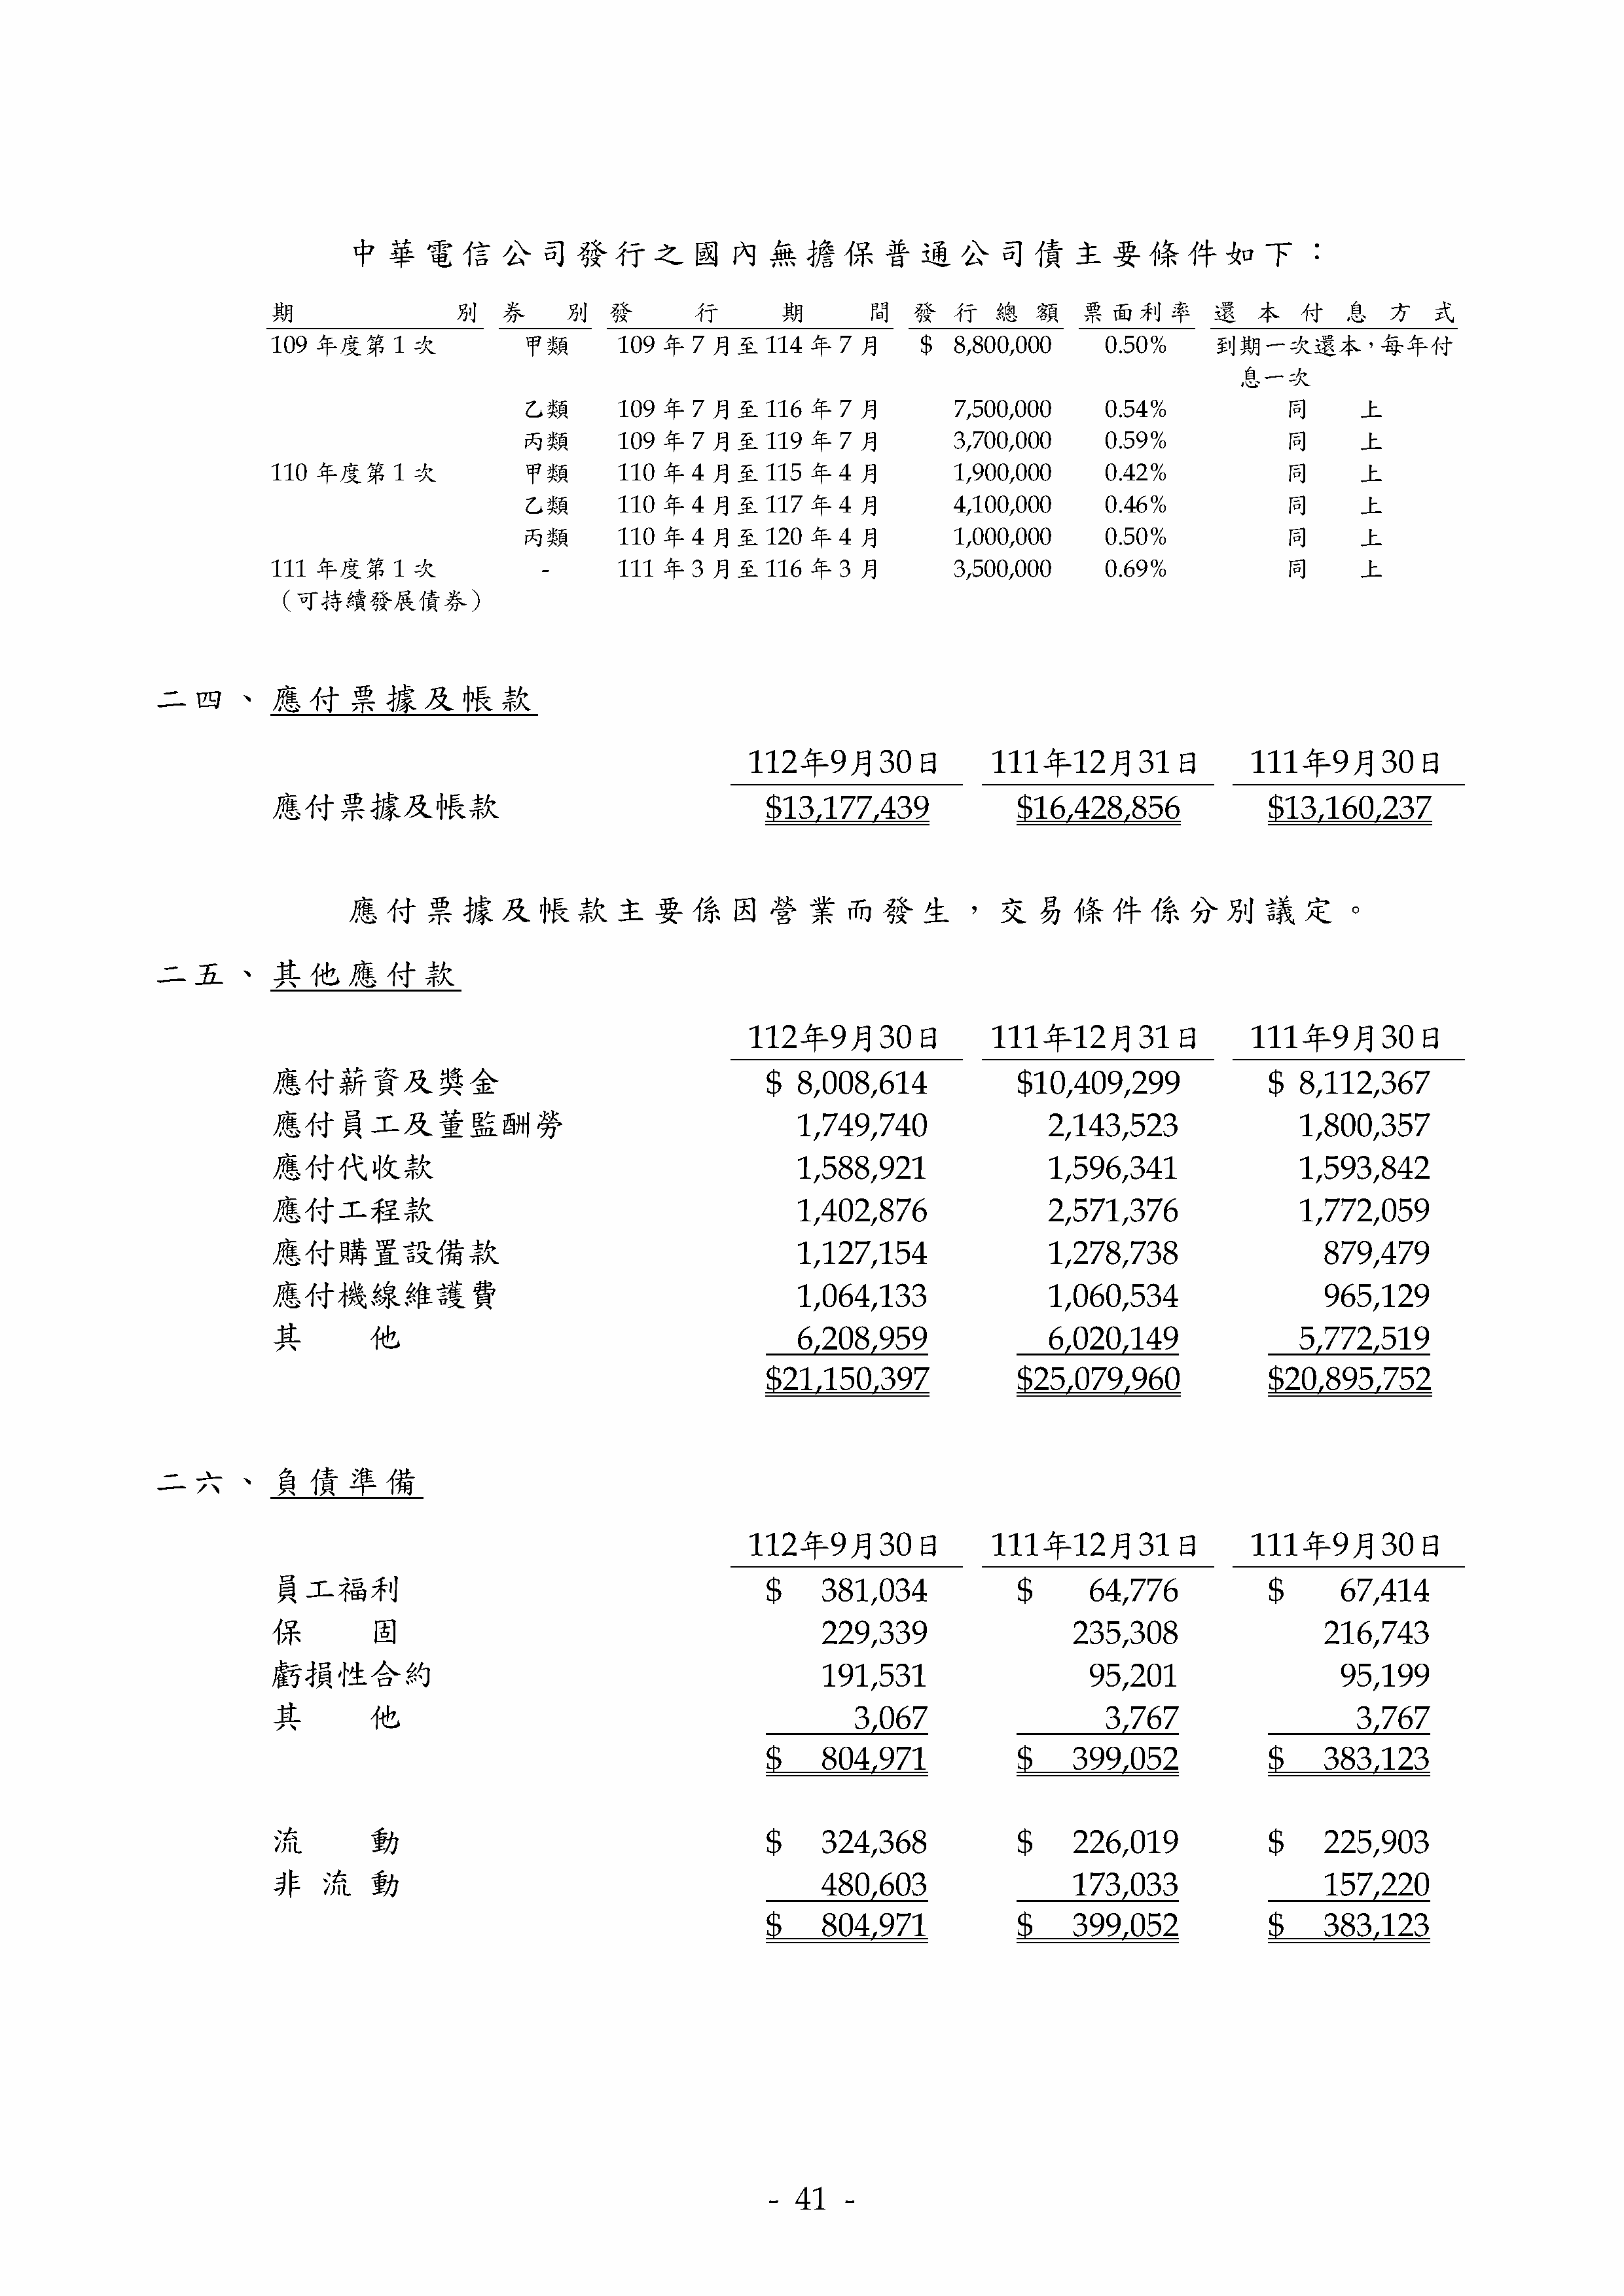 中華電信公司發行之國內無擔保普通公司債主要條件如下：
期別 券別 發行期間 發行總額 票面利率 還本付息方式
109 年度第 1 次 甲類 109 年 7 月至 114 年 7 月 $ 8,800,000 0.50% 到期一次還本，每年付
息一次
乙類 109 年 7 月至 116 年 7 月 7,500,000 0.54% 同上
丙類 109 年 7 月至 119 年 7 月 3,700,000 0.59% 同上
110 年度第 1 次 甲類 110 年 4 月至 115 年 4 月 1,900,000 0.42% 同上
乙類 110 年 4 月至 117 年 4 月 4,100,000 0.46% 同上
丙類 110 年 4 月至 120 年 4 月 1,000,000 0.50% 同上
111 年度第 1 次 - 111 年 3 月至 116 年 3 月 3,500,000 0.69% 同上
（可持續發展債券）
二四、應付票據及帳款
112年9月30日 111年12月31日 111年9月30日
應付票據及帳款 $13,177,439 $16,428,856 $13,160,237
應付票據及帳款主要係因營業而發生，交易條件係分別議定。
二五、其他應付款
112年9月30日 111年12月31日 111年9月30日
應付薪資及獎金 $ 8,008,614 $10,409,299 $ 8,112,367
應付員工及董監酬勞 1,749,740 2,143,523 1,800,357
應付代收款 1,588,921 1,596,341 1,593,842
應付工程款 1,402,876 2,571,376 1,772,059
應付購置設備款 1,127,154 1,278,738 879,479
應付機線維護費 1,064,133 1,060,534 965,129
其他 6,208,959 6,020,149 5,772,519
$21,150,397 $25,079,960 $20,895,752
二六、負債準備
112年9月30日 111年12月31日 111年9月30日
員工福利 $ 381,034 $ 64,776 $ 67,414
保固 229,339 235,308 216,743
虧損性合約 191,531 95,201 95,199
其他 3,067 3,767 3,767
$ 804,971 $ 399,052 $ 383,123
流動 $ 324,368 $ 226,019 $ 225,903
非流動 480,603 173,033 157,220
$ 804,971 $ 399,052 $ 383,123
- 41 -